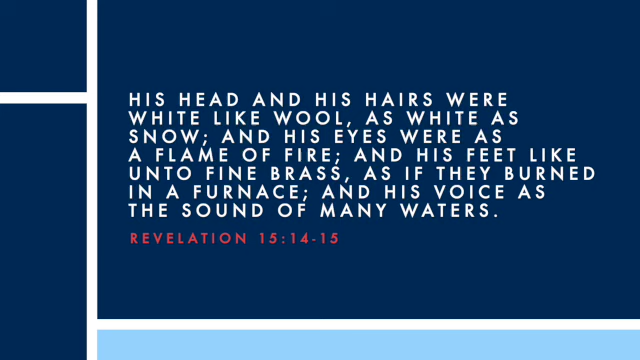 HIS HEAD AND HIS HAIRS WERE
WHITE LIKE WOOL, AS WHITE AS
SNOW; AND HIS EYES WERE AS
A FLAME OF FIRE; AND HIS FEET LIKE
UNTO FINE BRASS, AS IF THEY BURNED
IN A FURNACE; AND HIS VOICE AS
THE SOUND OF MANY WATERS.
REVELATION 15:14-15